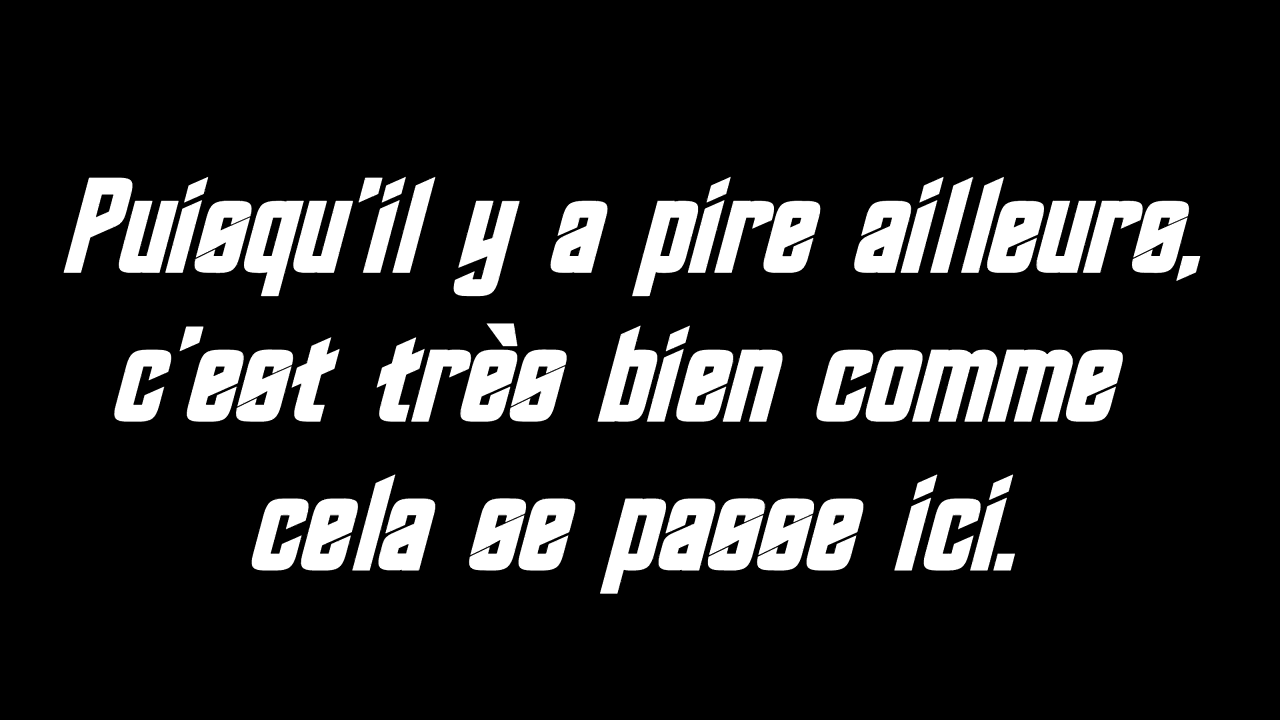 Puisqu'il y a pire ailleurs,
c'est très bien comme
cela se passe ici.